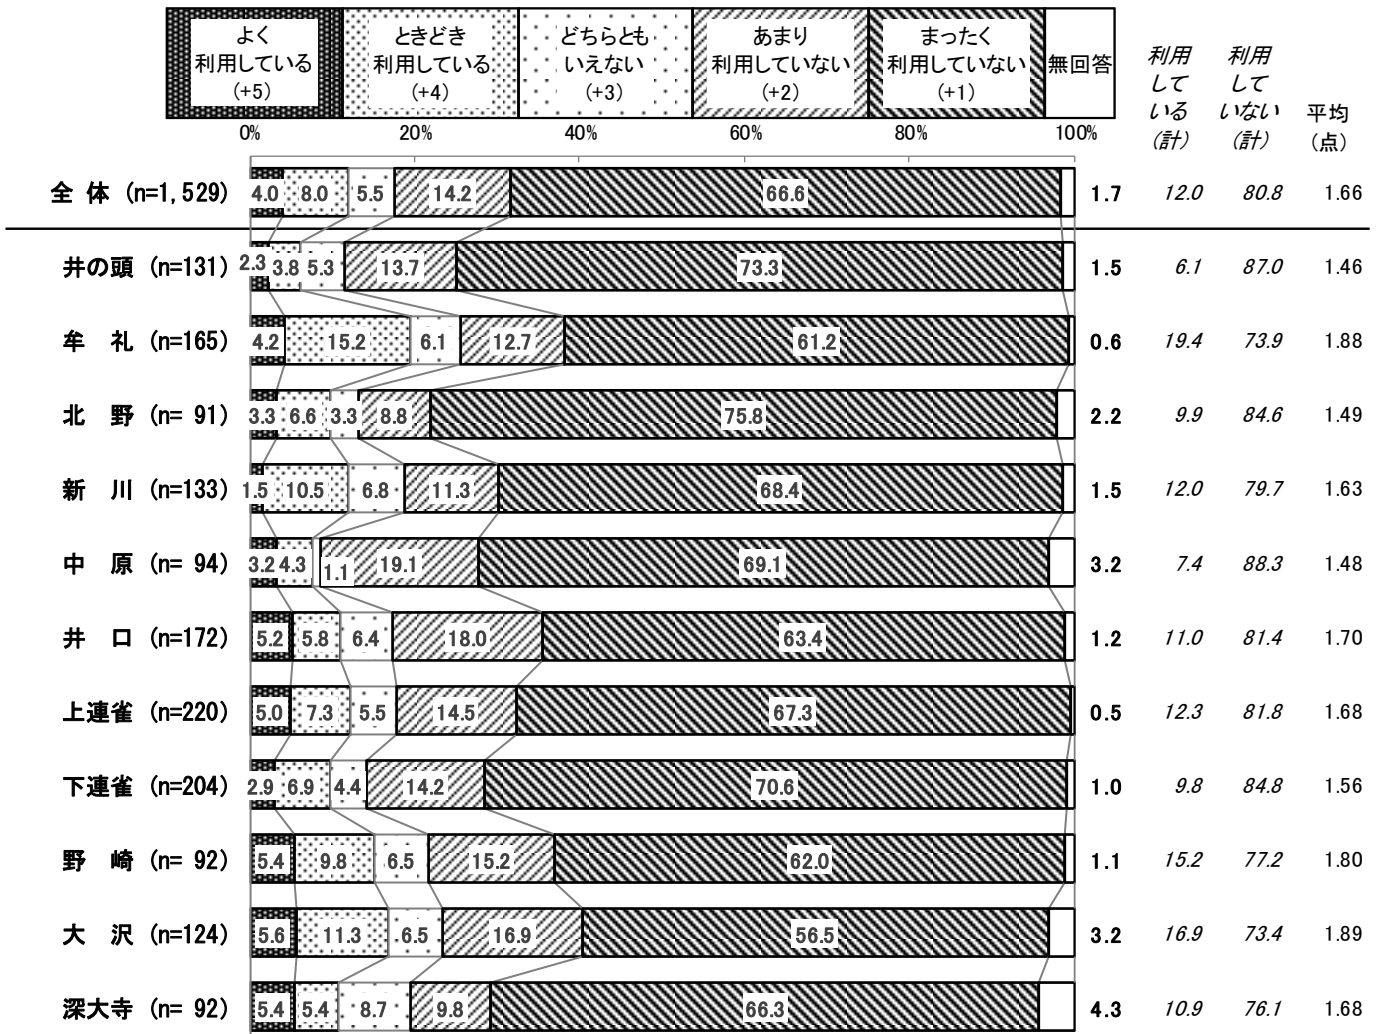 よく 利用している (+5) ときどき 利用している (+4) どちらとも いえない (+3) あまり 利用していない (+2) まったく 利用していない (+1) 無回答
利用している(計) 利用していない(計) 平均(点)
0% 20% 40% 60% 80% 100%
全 体 (n=1,529) 4.0 8.0 5.5 14.2 66.6 1.7 12.0 80.8 1.66
井の頭 (n=131) 2.3 3.8 5.3 13.7 73.3 1.5 6.1 87.0 1.46
牟 礼 (n=165) 4.2 15.2 6.1 12.7 61.2 0.6 19.4 73.9 1.88
北 野 (n= 91) 3.3 6.6 3.3 8.8 75.8 2.2 9.9 84.6 1.49
新 川 (n=133) 1.5 10.5 6.8 11.3 68.4 1.5 12.0 79.7 1.63
中 原 (n= 94) 3.2 4.3 1.1 19.1 69.1 3.2 7.4 88.3 1.48
井 口 (n=172) 5.2 5.8 6.4 18.0 63.4 1.2 11.0 81.4 1.70
上連雀 (n=220) 5.0 7.3 5.5 14.5 67.3 0.5 12.3 81.8 1.68
下連雀 (n=204) 2.9 6.9 4.4 14.2 70.6 1.0 9.8 84.8 1.56
野 崎 (n= 92) 5.4 9.8 6.5 15.2 62.0 1.1 15.2 77.2 1.80
大 沢 (n=124) 5.6 11.3 6.5 16.9 56.5 3.2 16.9 73.4 1.89
深大寺 (n= 92) 5.4 5.4 8.7 9.8 66.3 4.3 10.9 76.1 1.68